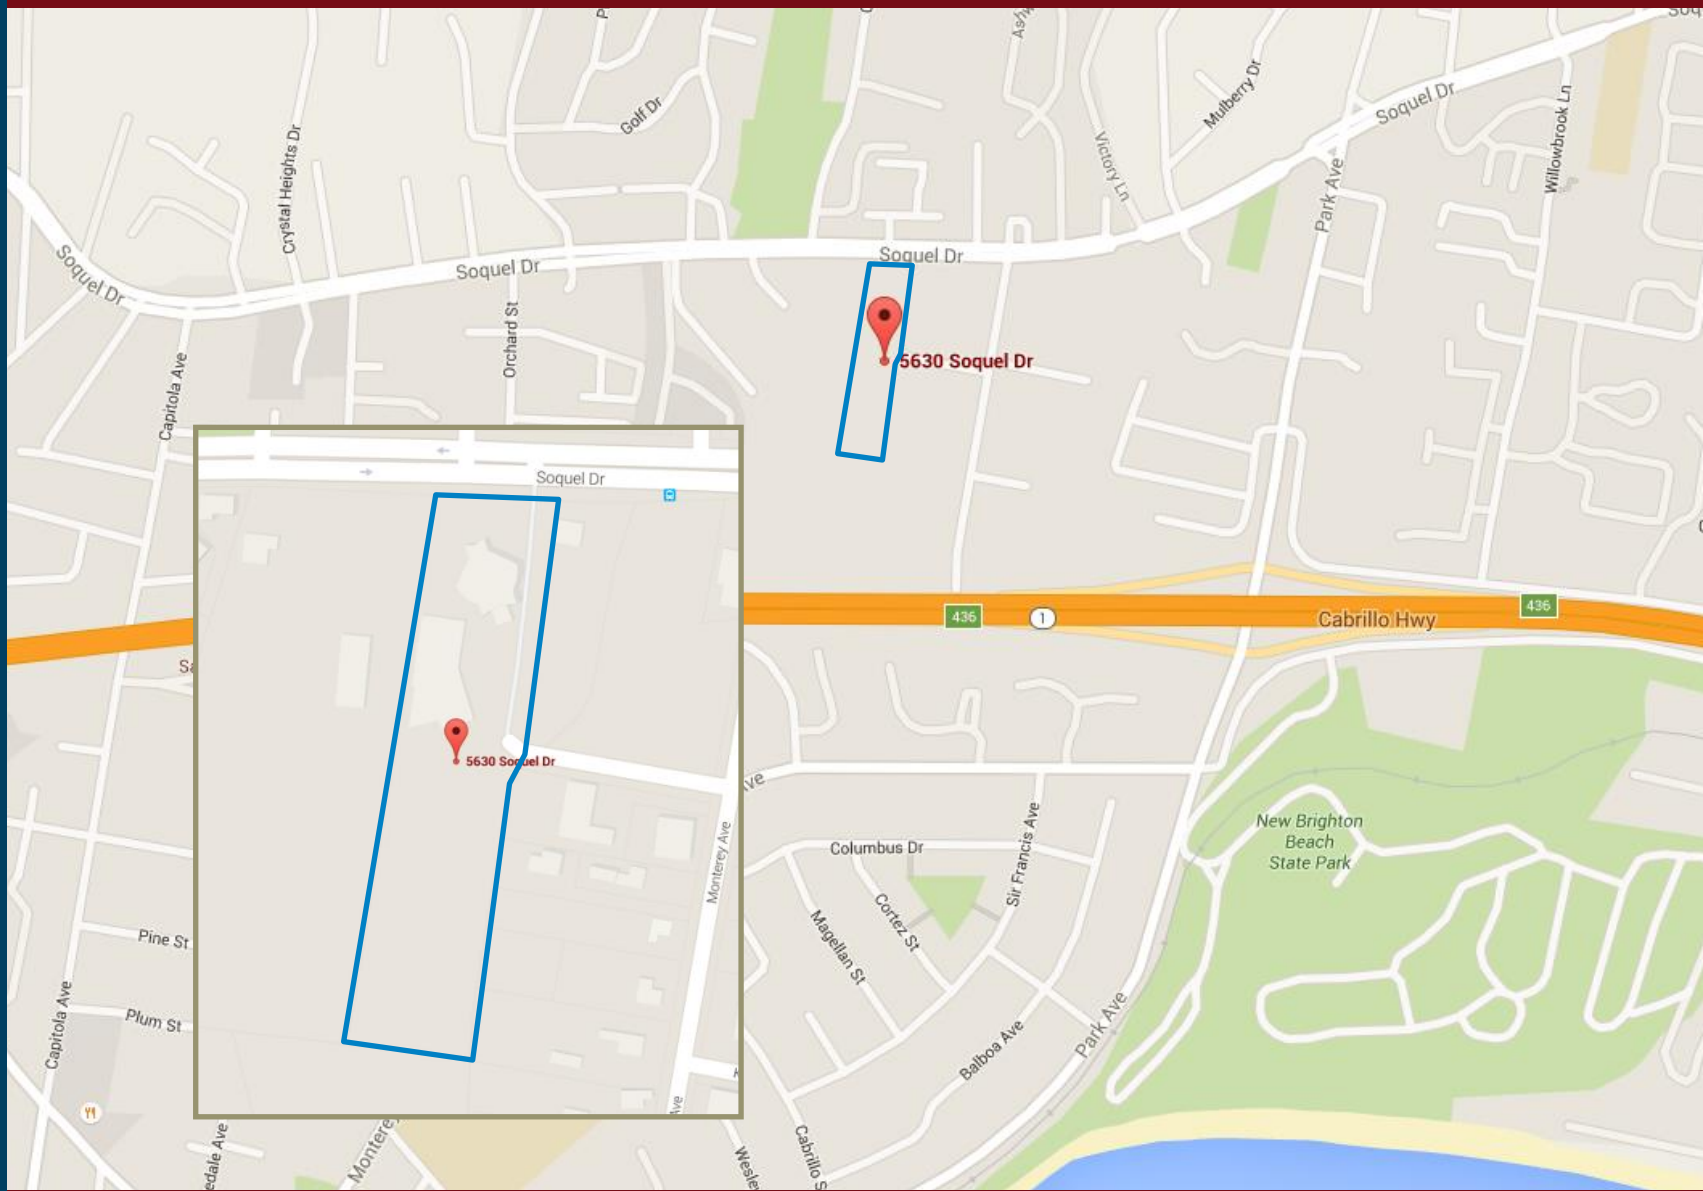 Golf Dr
Mulberry Dr
Soquel Dr
Willowbrook Ln
Crystal Heights Dr
Victory Ln
Park Ave
Soquel Dr
Soquel Dr
Soquel Dr
Orchard St
Capitola Ave
5630 Soquel Dr
Soquel Dr
436
1
Cabrillo Hwy
436
5630 Soquel Dr
Monterey Ave
New Brighton
Beach
State Park
Columbus Dr
Sir Francis Ave
Cortez St
Magellan St
Pine St
Plum St
Capitola Ave
Balboa Ave
Park Ave